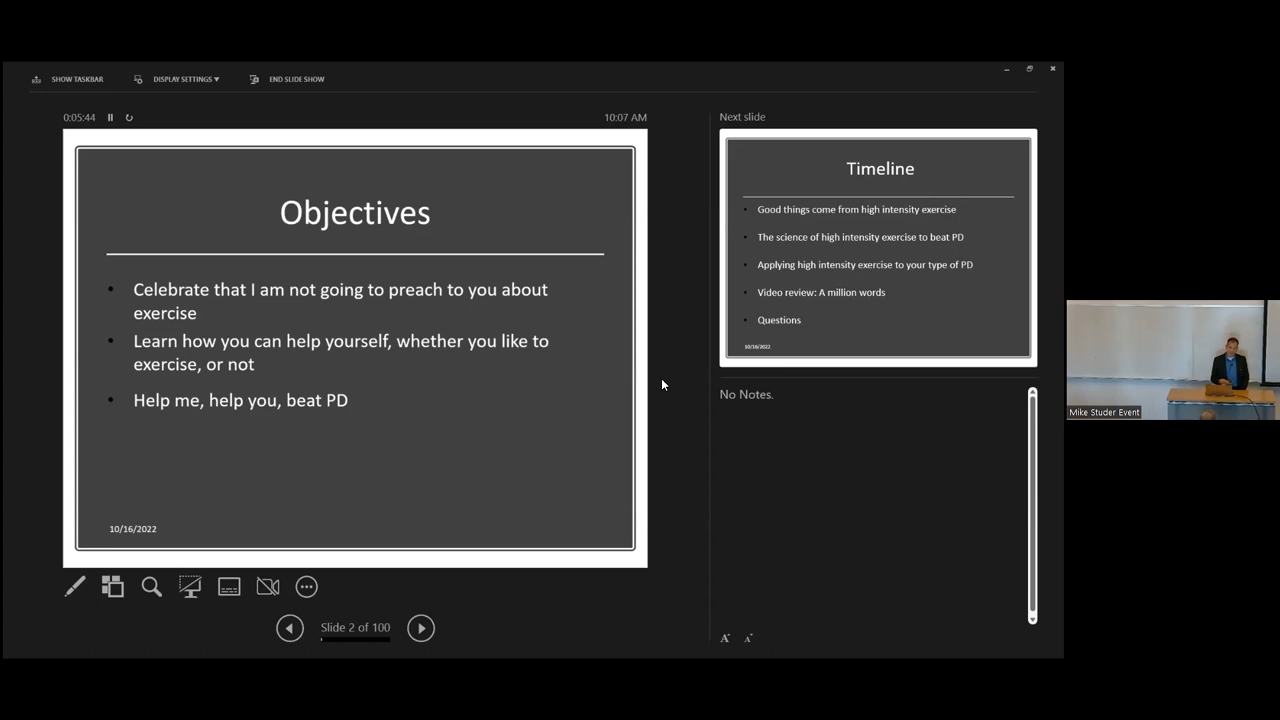 SHOW TASKBAR
DISPLAY SETTINGS ▾
END SLIDE SHOW
0:05:44
10:07 AM
Objectives
• Celebrate that I am not going to preach to you about
exercise
• Learn how you can help yourself, whether you like to
exercise, or not
• Help me, help you, beat PD
10/16/2022
Slide 2 of 100
Next slide
Timeline
• Good things come from high intensity exercise
• The science of high intensity exercise to beat PD
• Applying high intensity exercise to your type of PD
• Video review: A million words
• Questions
10/16/2022
No Notes.
A A
Mike Studer Event